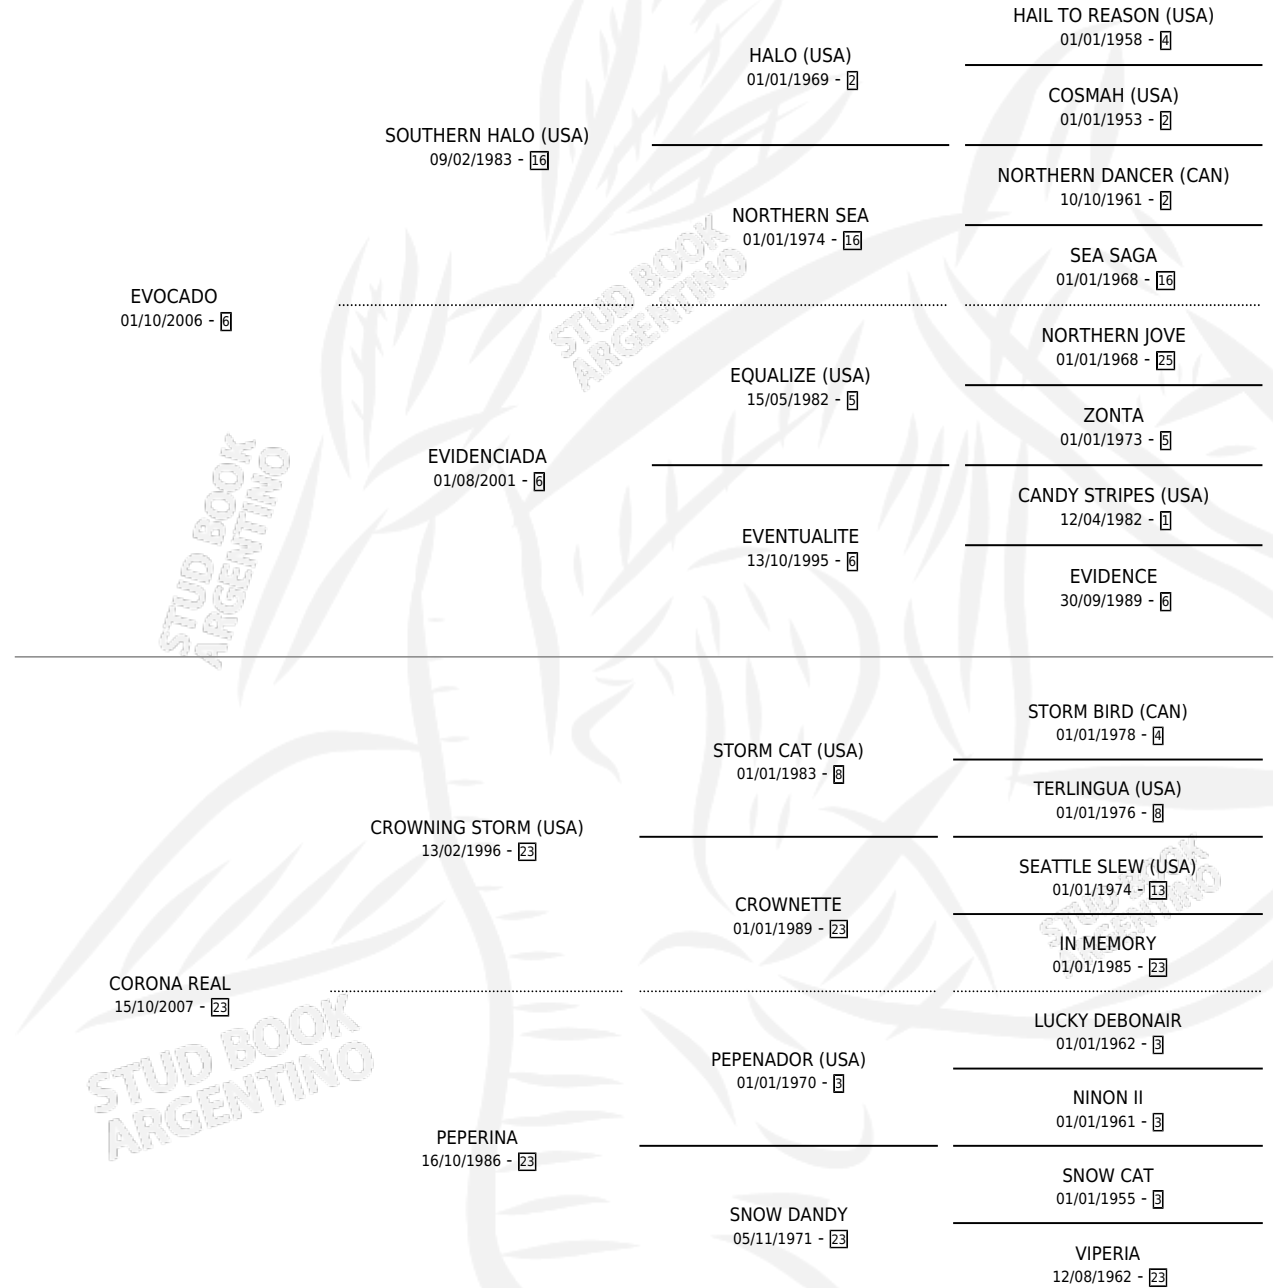 HAIL TO REASON (USA)
01/01/1958 - 4
HALO (USA)
01/01/1969 - 2
COSMAH (USA)
01/01/1953 - 2
SOUTHERN HALO (USA)
09/02/1983 - 16
NORTHERN DANCER (CAN)
10/10/1961 - 2
NORTHERN SEA
01/01/1974 - 16
SEA SAGA
01/01/1968 - 16
EVOCADO
01/10/2006 - 6
NORTHERN JOVE
01/01/1968 - 25
EQUALIZE (USA)
15/05/1982 - 5
ZONTA
01/01/1973 - 5
EVIDENCIADA
01/08/2001 - 6
CANDY STRIPES (USA)
12/04/1982 - 1
EVENTUALITE
13/10/1995 - 6
EVIDENCE
30/09/1989 - 6
STUD BOOK
ARGENTINO
STUD BOOK
ARGENTINO
STORM BIRD (CAN)
01/01/1978 - 4
STORM CAT (USA)
01/01/1983 - 8
TERLINGUA (USA)
01/01/1976 - 8
CROWNING STORM (USA)
13/02/1996 - 23
SEATTLE SLEW (USA)
01/01/1974 - 13
CROWNETTE
01/01/1989 - 23
IN MEMORY
01/01/1985 - 23
CORONA REAL
15/10/2007 - 23
LUCKY DEBONAIR
01/01/1962 - 3
PEPENADOR (USA)
01/01/1970 - 3
NINON II
01/01/1961 - 3
PEPERINA
16/10/1986 - 23
SNOW CAT
01/01/1955 - 3
SNOW DANDY
05/11/1971 - 23
VIPERIA
12/08/1962 - 23
STUD BOOK
ARGENTINO
STUD BOOK
ARGENTINO